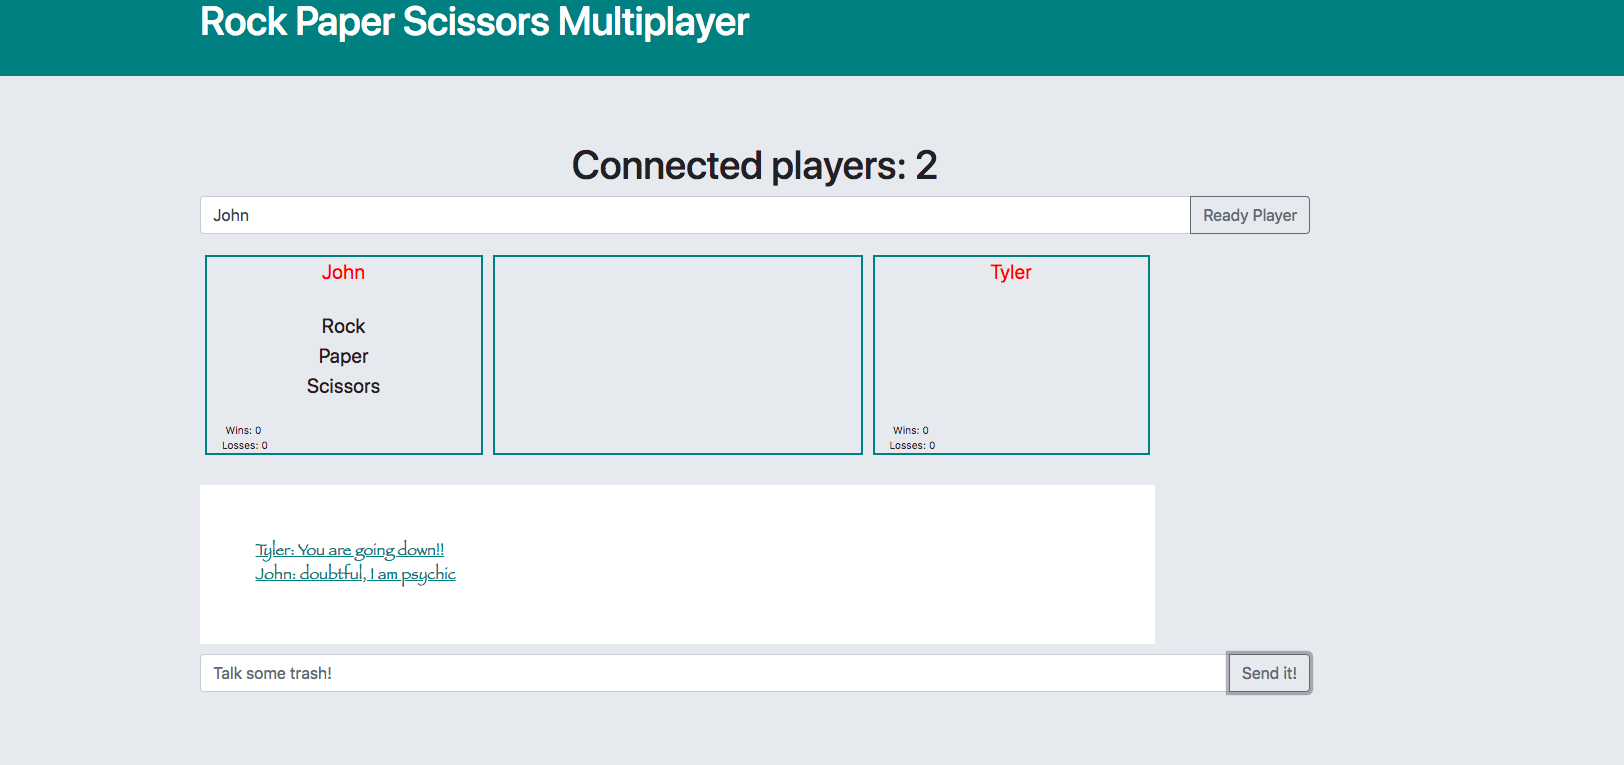 Rock Paper Scissors Multiplayer
Connected players: 2
John
Ready Player
John
Rock
Paper
Scissors
Wins: 0
Losses: 0
Tyler
Wins: 0
Losses: 0
Tyler: You are going down!!
John: doubtful, I am psychic
Talk some trash!
Send it!